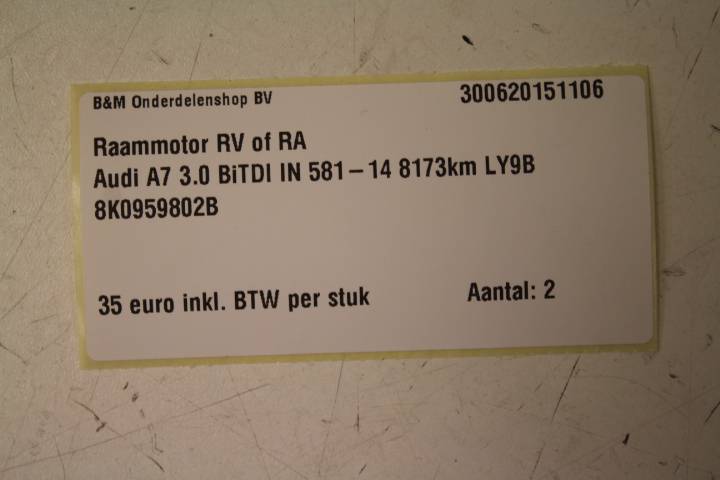 B&M Onderdelenshop BV 300620151106
Raammotor RV of RA
Audi A7 3.0 BiTDI IN 581-14 8173km LY9B
8K0959802B
35 euro inkl. BTW per stuk Aantal: 2